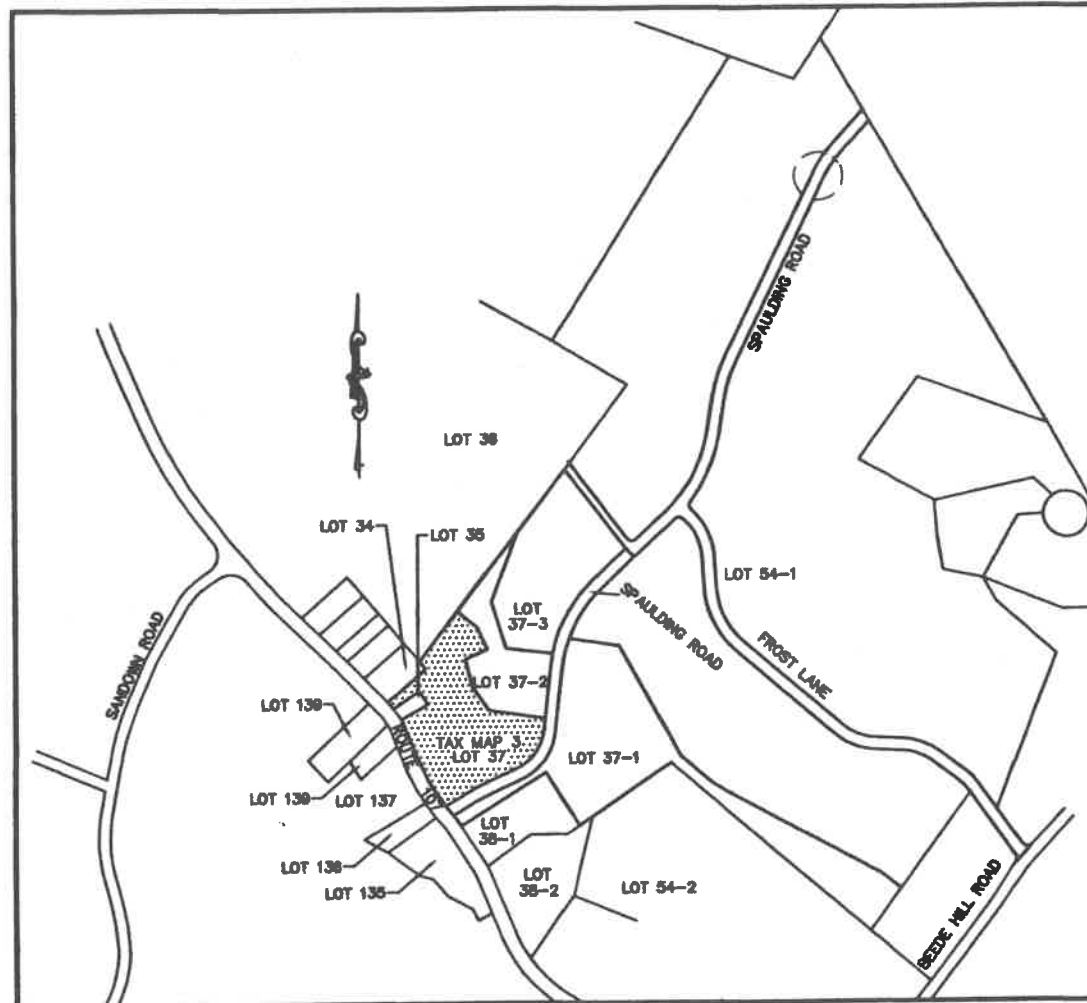 SPAULDING ROAD
LOT 38
LOT 34
LOT 35
LOT 54-1
LOT
37-3
SPAULDING ROAD
FROST LANE
SANDOWN ROAD
LOT 37-2
LOT 139
ROUTE 107
TAX MAP 3
LOT 37
LOT 37-1
LOT 139
LOT 137
LOT
38-1
LOT 136
LOT 135
LOT
38-2
LOT 54-2
BEEDE HILL ROAD